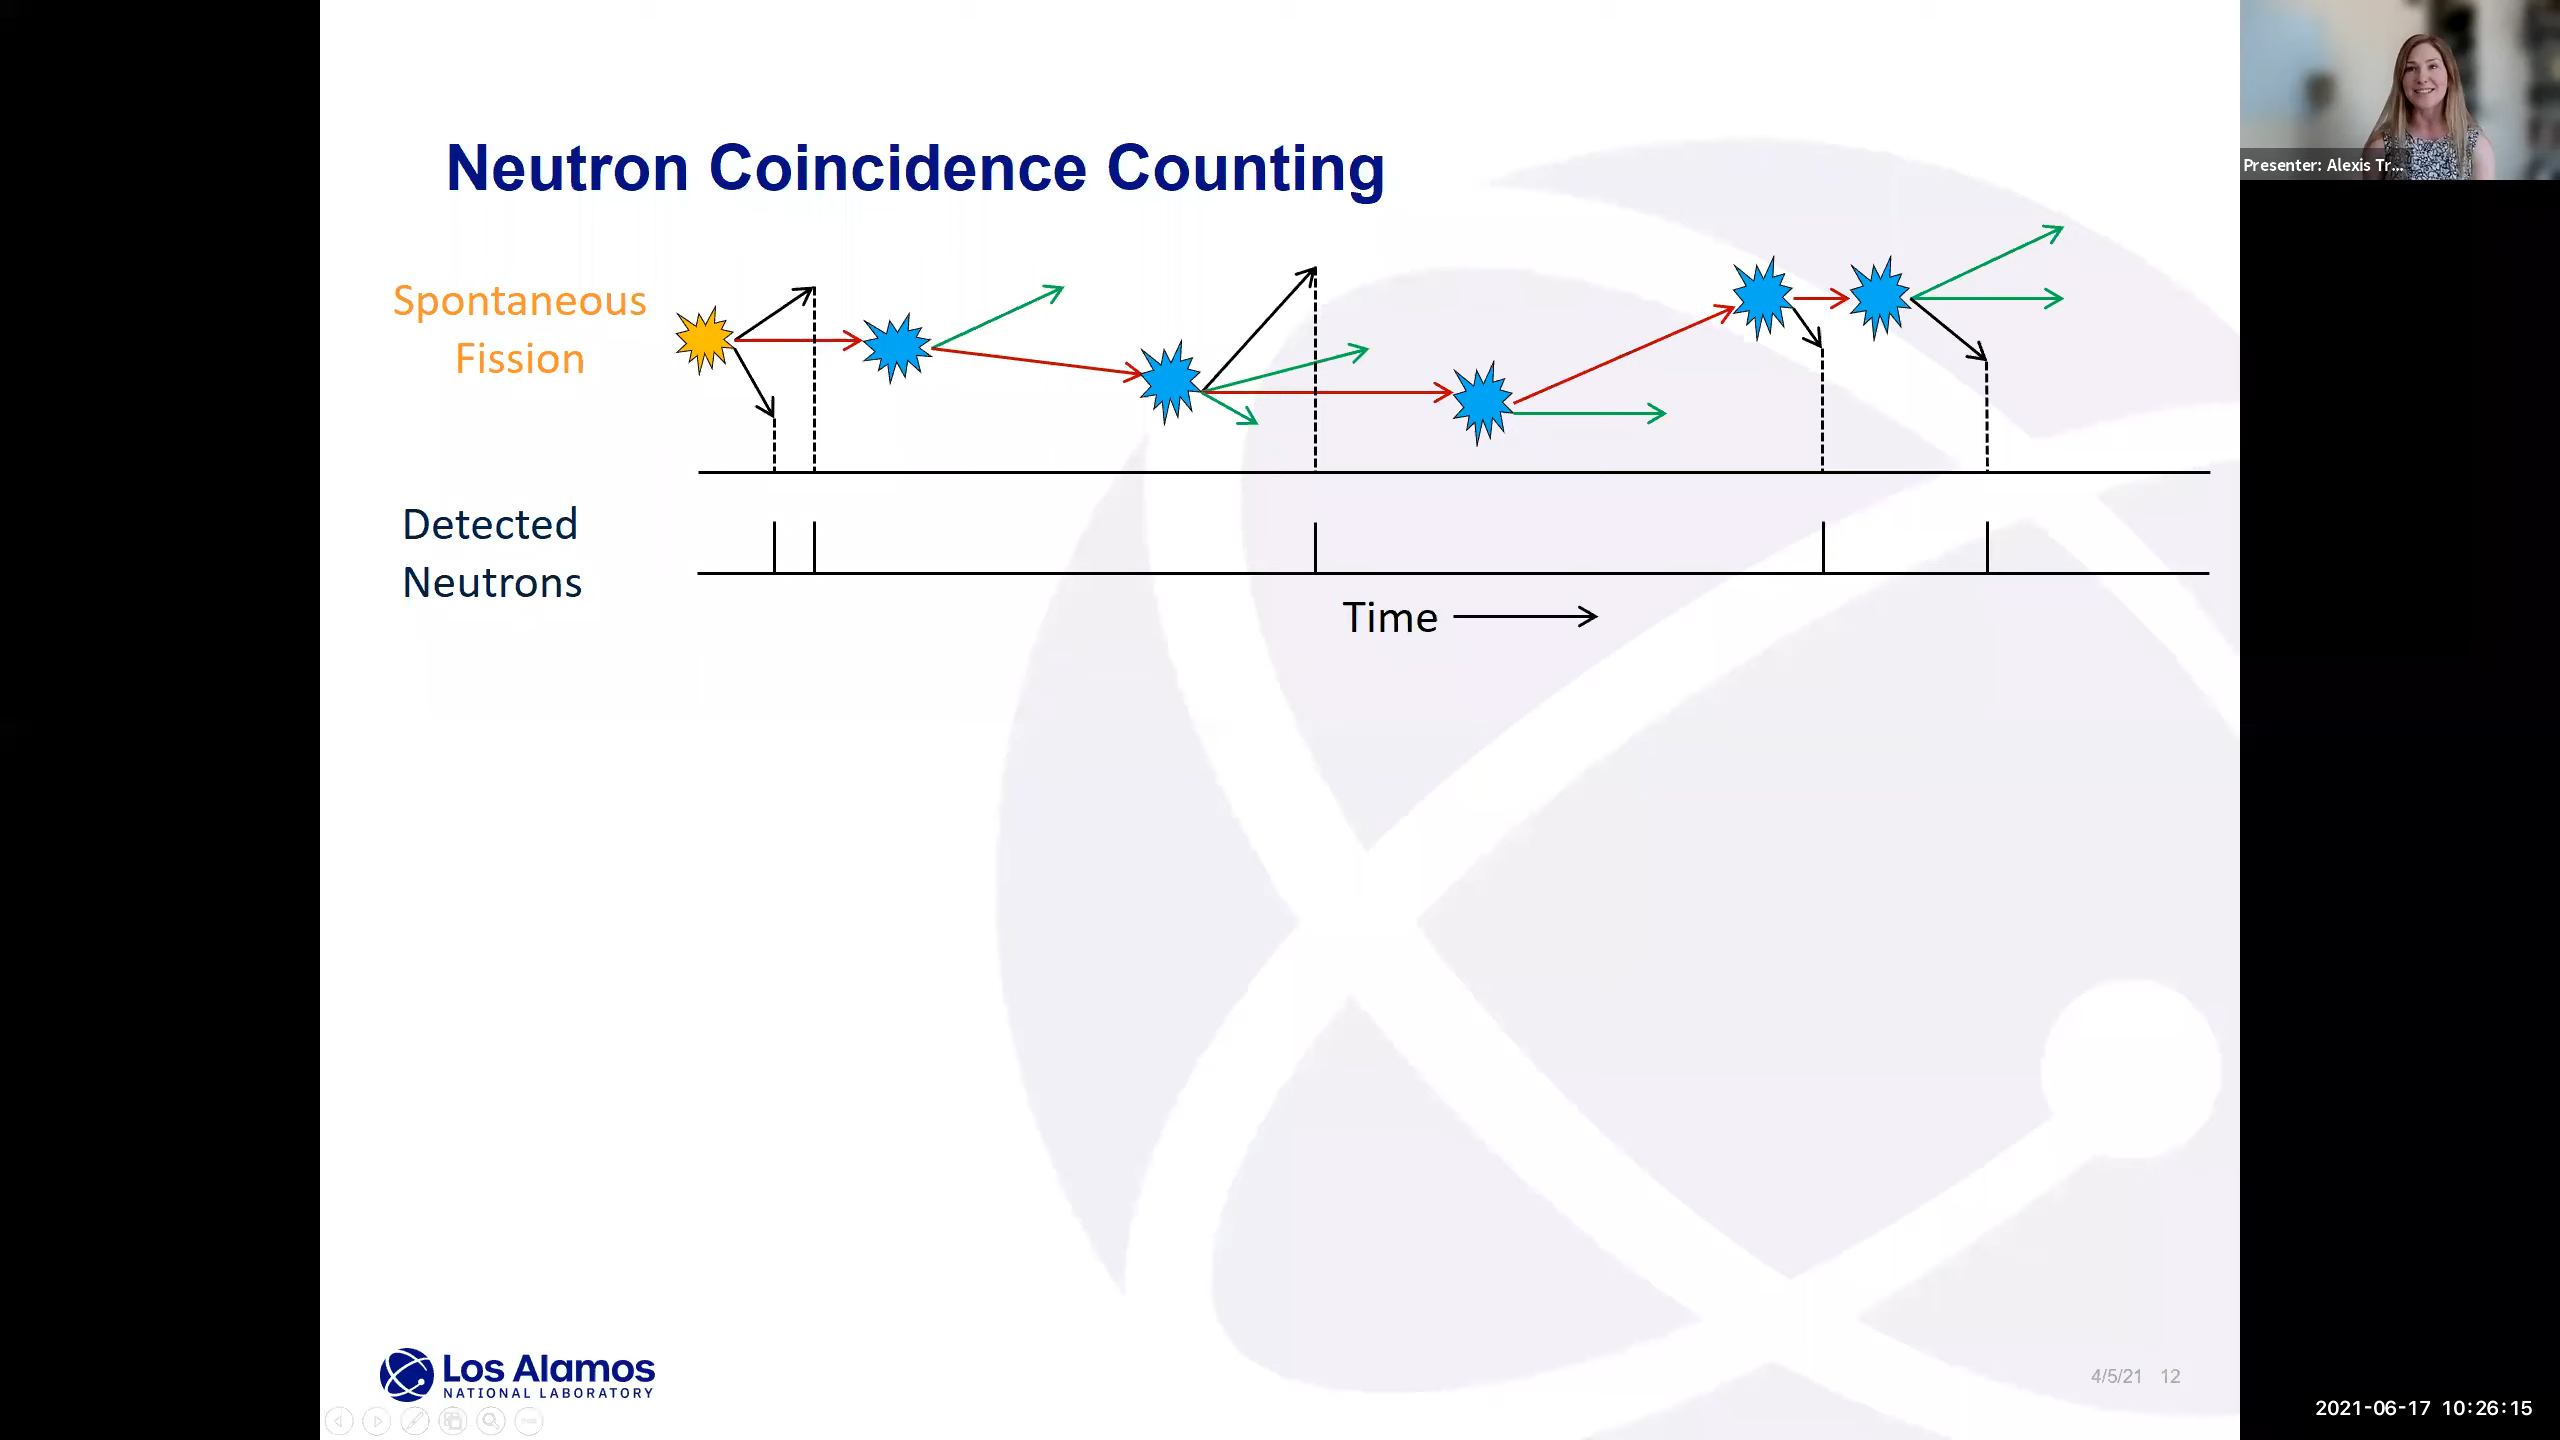 Neutron Coincidence Counting
Presenter: Alexis Tr...
Spontaneous
Fission
Detected
Neutrons
Time
Los Alamos
NATIONAL LABORATORY
4/5/21 12
2021-06-17 10:26:15